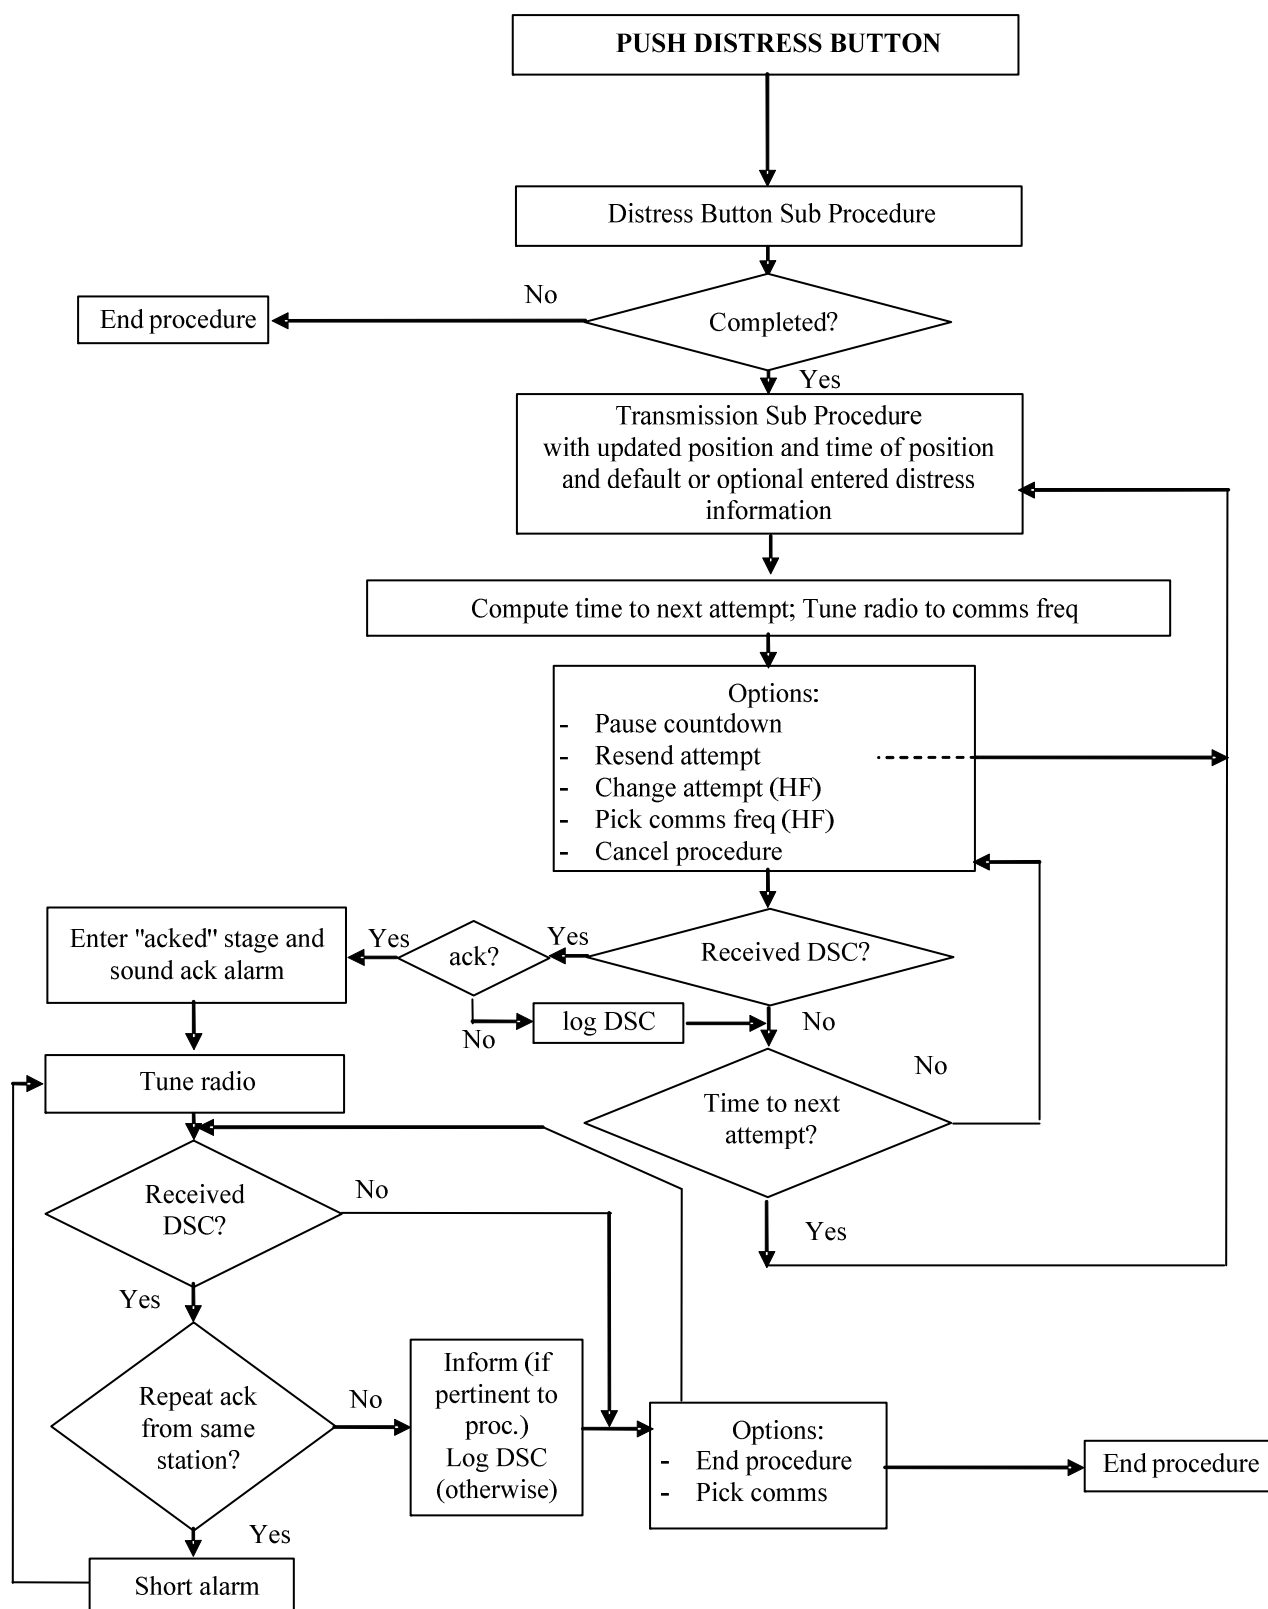 PUSH DISTRESS BUTTON
Distress Button Sub Procedure
No
End procedure
Completed?
Yes
Transmission Sub Procedure
with updated position and time of position
and default or optional entered distress
information
Compute time to next attempt; Tune radio to comms freq
Options:
- Pause countdown
- Resend attempt
- Change attempt (HF)
- Pick comms freq (HF)
- Cancel procedure
Enter "acked" stage and
sound ack alarm
Yes
ack?
Yes
Received DSC?
No
log DSC
No
Time to next
attempt?
No
Yes
Tune radio
Received
DSC?
No
Yes
Repeat ack
from same
station?
No
Yes
Inform (if
pertinent to
proc.)
Log DSC
(otherwise)
Options:
- End procedure
- Pick comms
End procedure
Short alarm